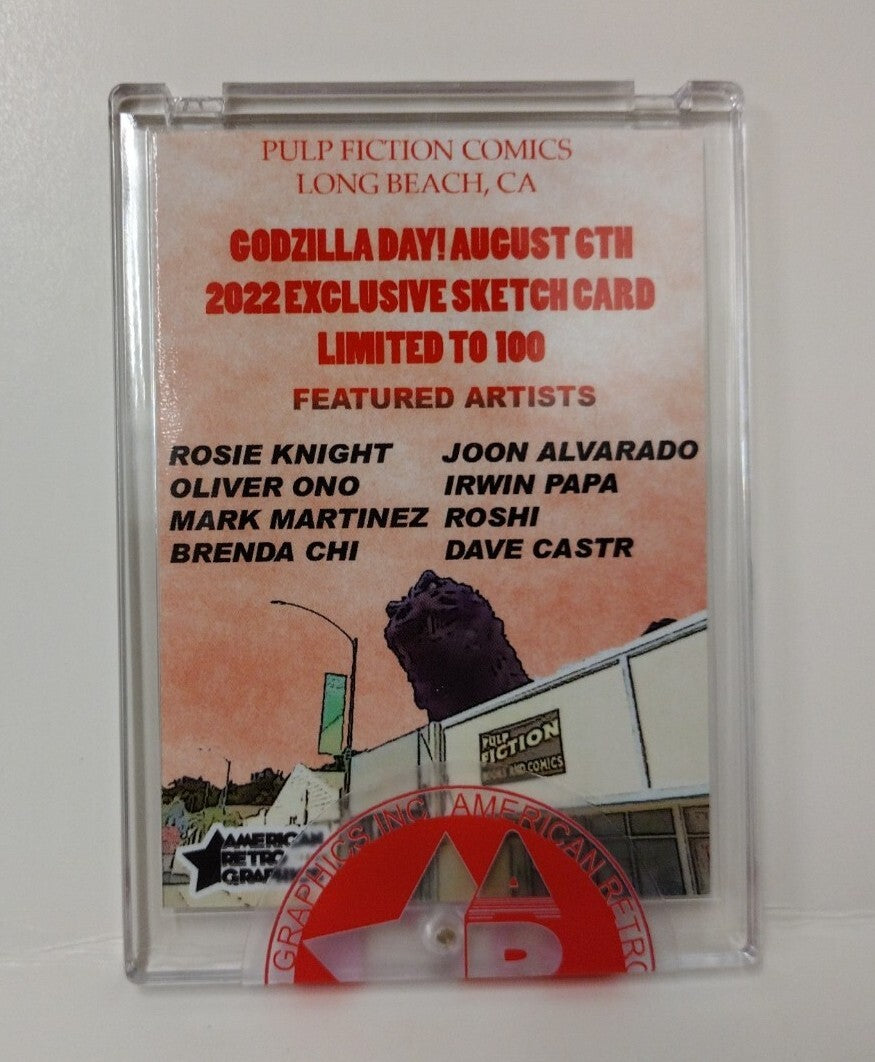 PULP FICTION COMICS
LONG BEACH, CA
GODZILLA DAY! AUGUST 6TH
2022 EXCLUSIVE SKETCH CARD
LIMITED TO 100
FEATURED ARTISTS
ROSIE KNIGHT
OLIVER ONO
MARK MARTINEZ
BRENDA CHI
JOON ALVARADO
IRWIN PAPA
ROSHI
DAVE CASTR
PULP
FICTION
AND COMICS
AMERICAN
RETRO
GRAPHICS INC AMERICAN RETRO